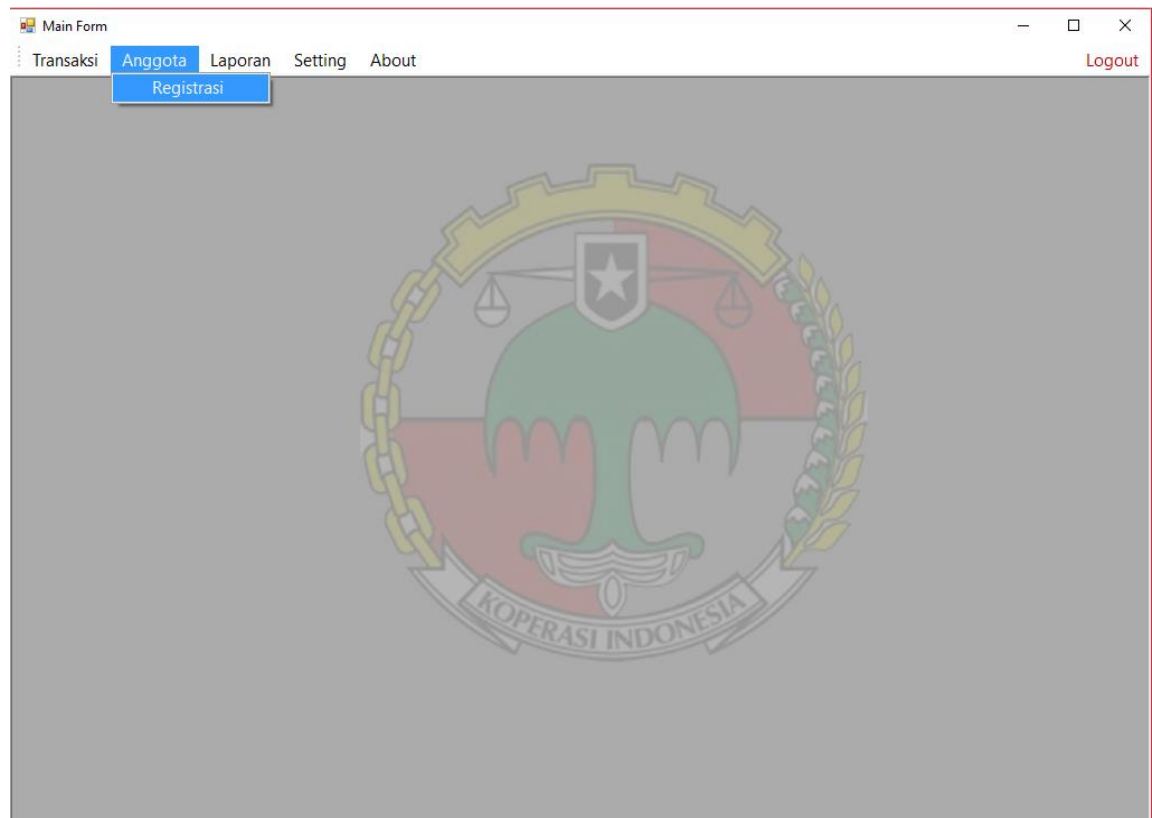 Main Form
Transaksi Anggota Laporan Setting About Logout
Registrasi
KOPERASI INDONESIA